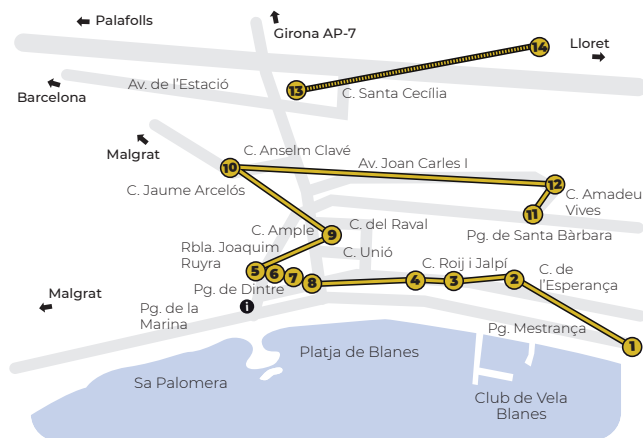 Palafolls
Girona AP-7
14
Lloret
Av. de l'Estació
Barcelona
13
C. Santa Cecília
Malgrat
C. Anselm Clavé
10
Av. Joan Carles I
12
C. Jaume Arcelós
C. Amadeu
Vives
11
C. Ample
9
C. del Raval
Pg. de Santa Bàrbara
Rbla. Joaquim
Ruyra
C. Unió
5
6
7
8
4
C. Roij i Jalpí
3
2
C. de
l'Esperança
Pg. de Dintre
Malgrat
i
Pg. de la
Marina
Pg. Mestrança
1
Platja de Blanes
Sa Palomera
Club de Vela
Blanes